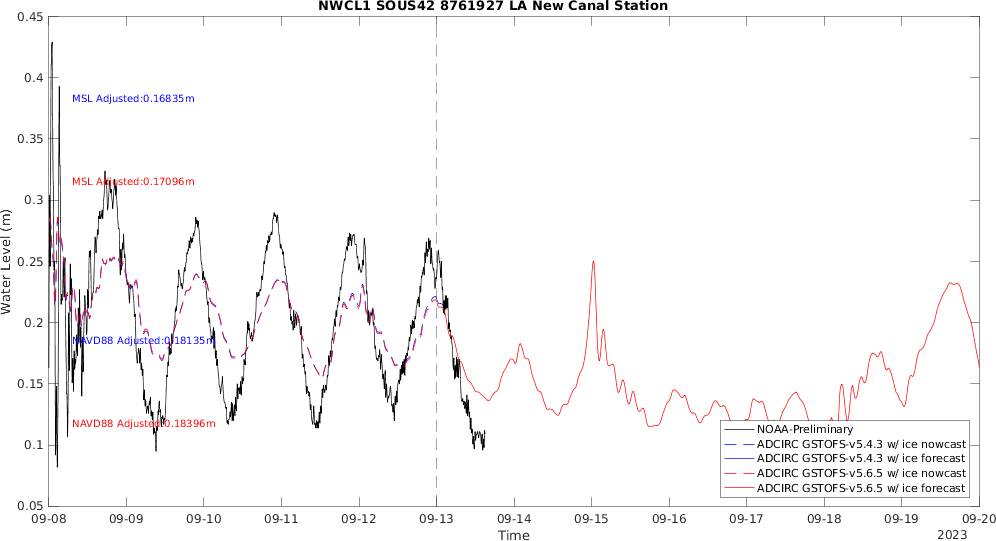 NWCL1 SOUS42 8761927 LA New Canal Station
Water Level (m)
0.45
0.4
0.35
0.3
0.25
0.2
0.15
0.1
0.05
MSL Adjusted:0.16835m
MSL Adjusted:0.17096m
NAVD88 Adjusted:0.18135m
NAVD88 Adjusted:0.18396m
NOAA-Preliminary
ADCIRC GSTOFS-v5.4.3 w/ ice nowcast
ADCIRC GSTOFS-v5.4.3 w/ ice forecast
ADCIRC GSTOFS-v5.6.5 w/ ice nowcast
ADCIRC GSTOFS-v5.6.5 w/ ice forecast
09-08 09-09 09-10 09-11 09-12 09-13 09-14 09-15 09-16 09-17 09-18 09-19 09-20
Time
2023